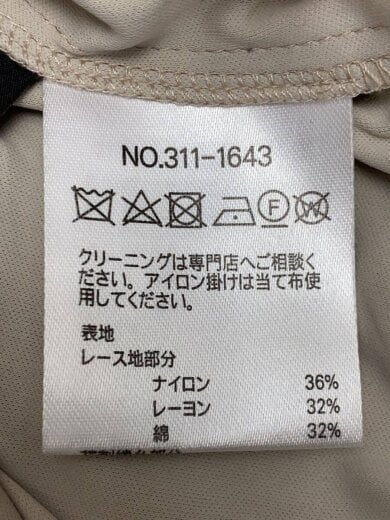 NO.311-1643
クリーニングは専門店へご相談く
ださい。アイロン掛けは当て布使
用してください。
表地
レース地部分
ナイロン 36%
レーヨン 32%
綿 32%